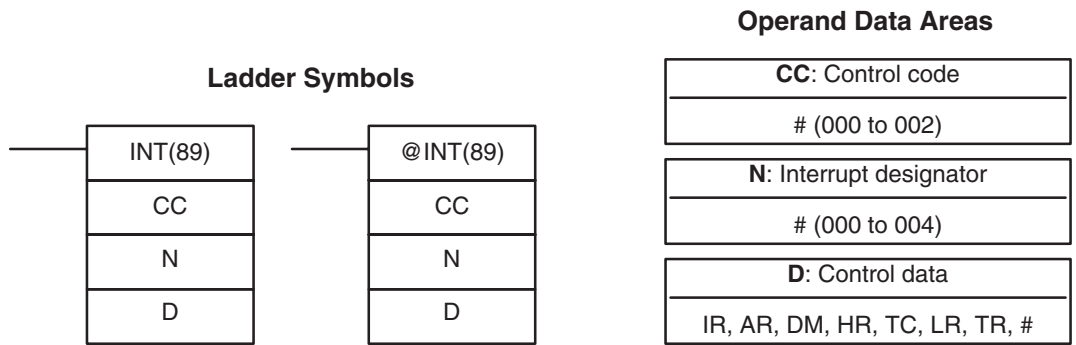 Ladder Symbols
INT(89)
CC
N
D
@INT(89)
CC
N
D
Operand Data Areas
CC: Control code
# (000 to 002)
N: Interrupt designator
# (000 to 004)
D: Control data
IR, AR, DM, HR, TC, LR, TR, #